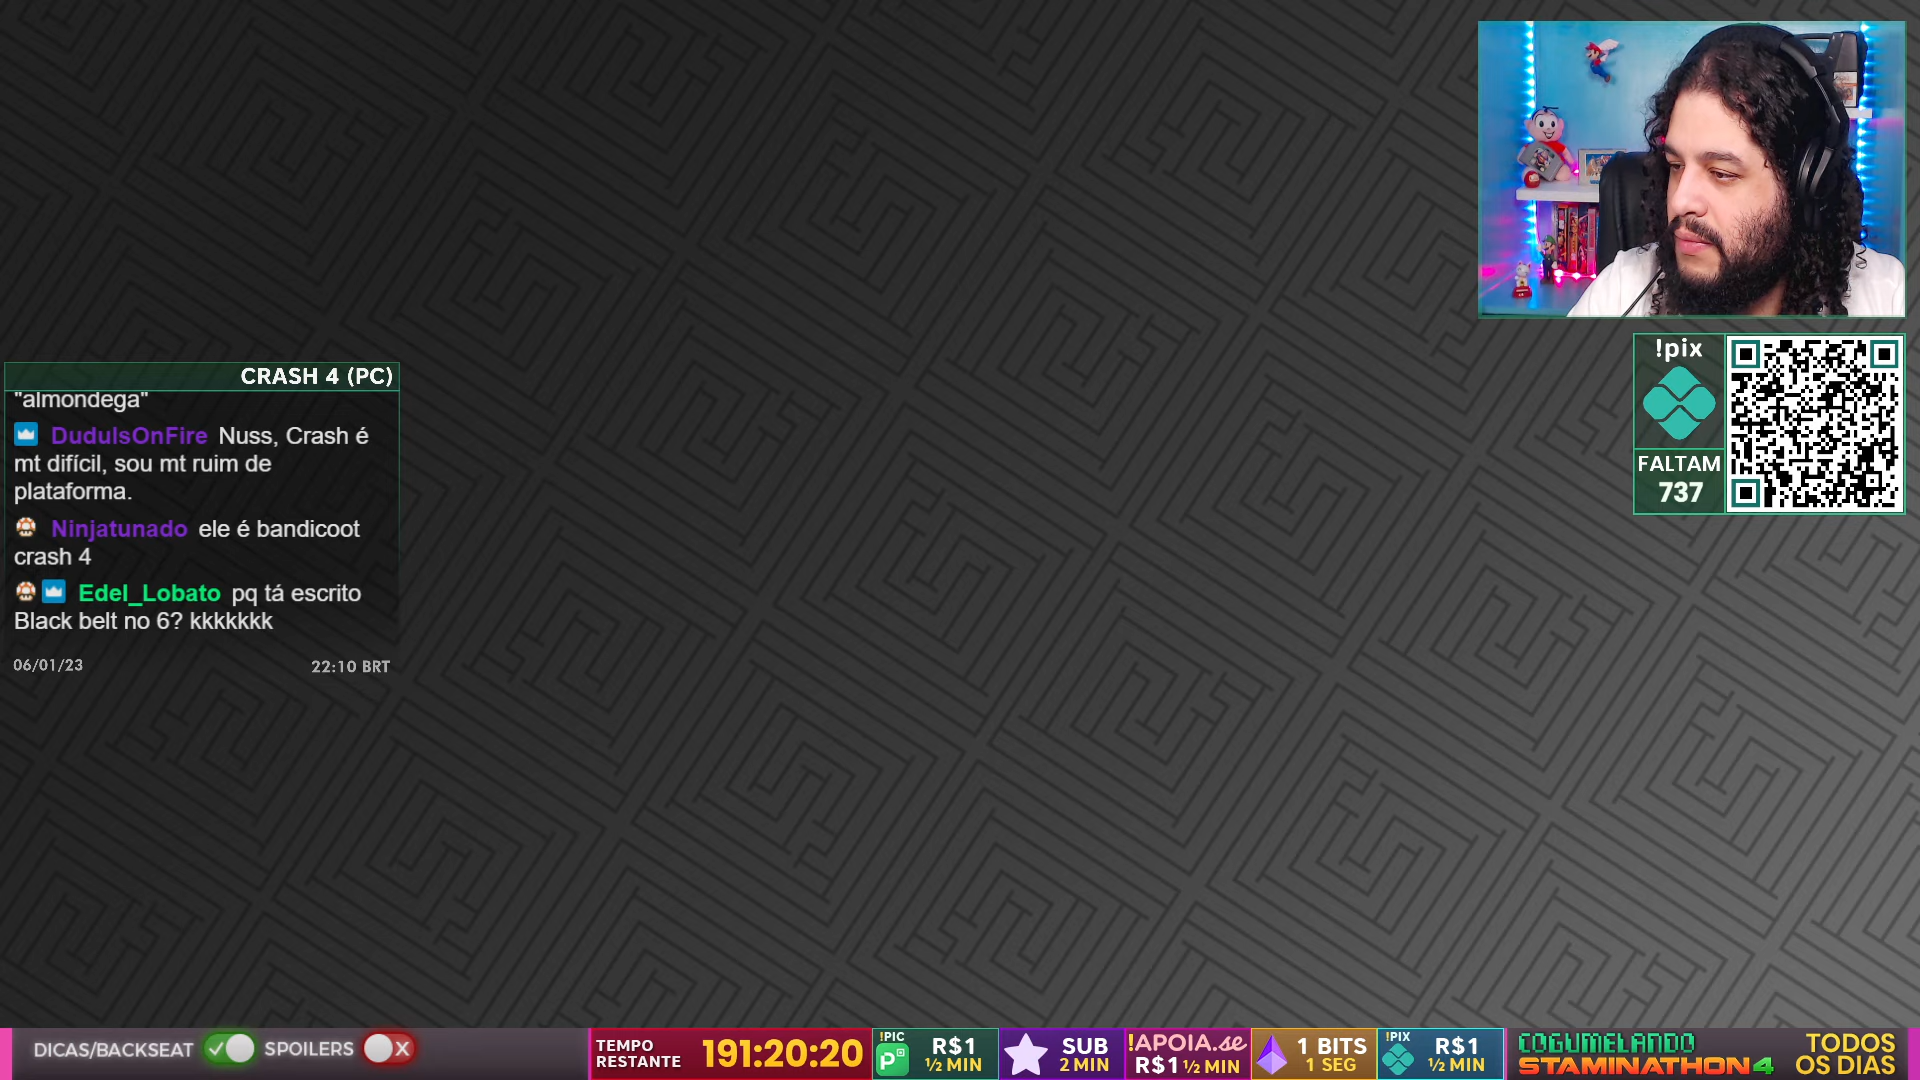 CRASH 4 (PC)
"almondega"
DudulsOnFire Nuss, Crash é
mt difícil, sou mt ruim de
plataforma.
Ninjatunado ele é bandicoot
crash 4
Edel_Lobato pq tá escrito
Black belt no 6? kkkkkkk
06/01/23
22:10 BRT
!pix
FALTAM
737
DICAS/BACKSEAT
SPOILERS
X
TEMPO
RESTANTE
191:20:20
!PIC
R$1
½ MIN
SUB
2 MIN
!APOIA.se
R$1 ½ MIN
1 BITS
1 SEG
!PIX
R$1
½ MIN
COGUMELANDO
STAMINATHON 4
TODOS
OS DIAS